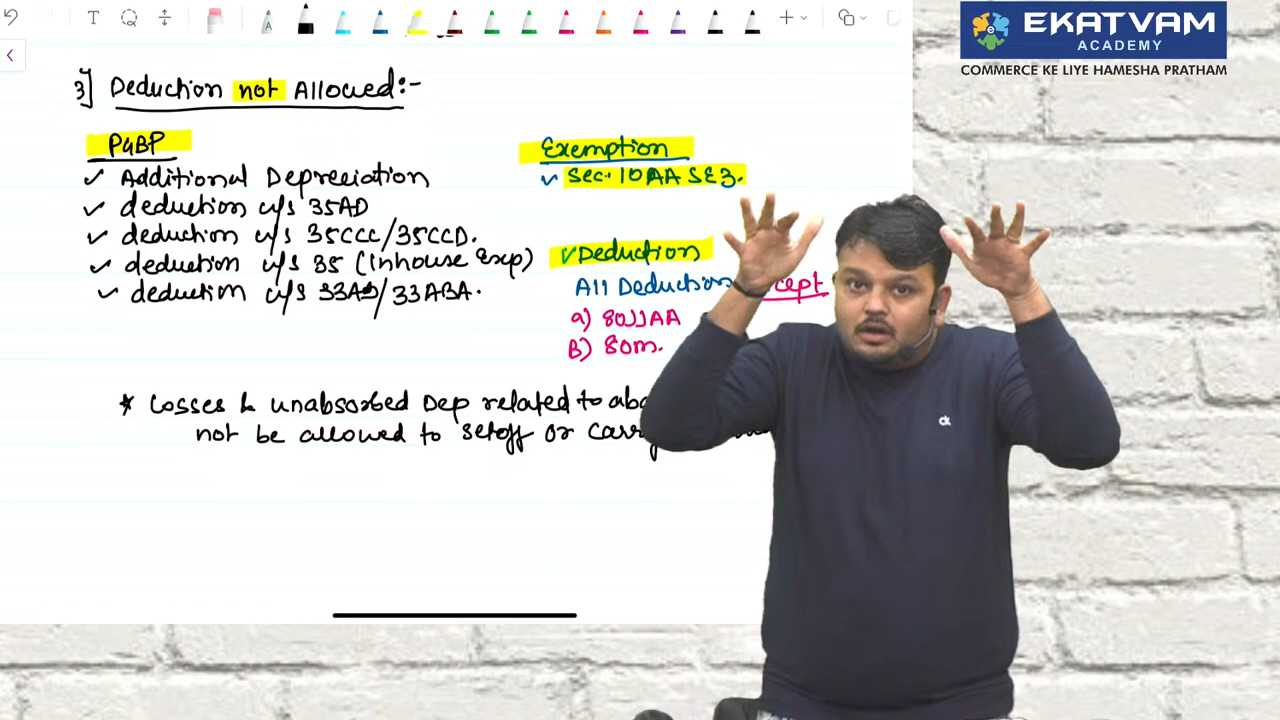 EKATVAM
ACADEMY
COMMERCE KE LIYE HAMESHA PRATHAM
3] Deduction not Allowed:-
PGBP
✓ Additional Depreciation
✓ deduction u/s 35AD
✓ deduction u/s 35CCC/35CCD.
✓ deduction u/s 35 (Inhouse Exp)
✓ deduction u/s 33AB/33ABA.
Exemption
✓ Sec. 10AA SEZ.
✓ Deduction
All Deduction
a) 80JJAA
B) 80M.
* Losses & unabsorbed Dep related to
not be allowed to setoff or
ck